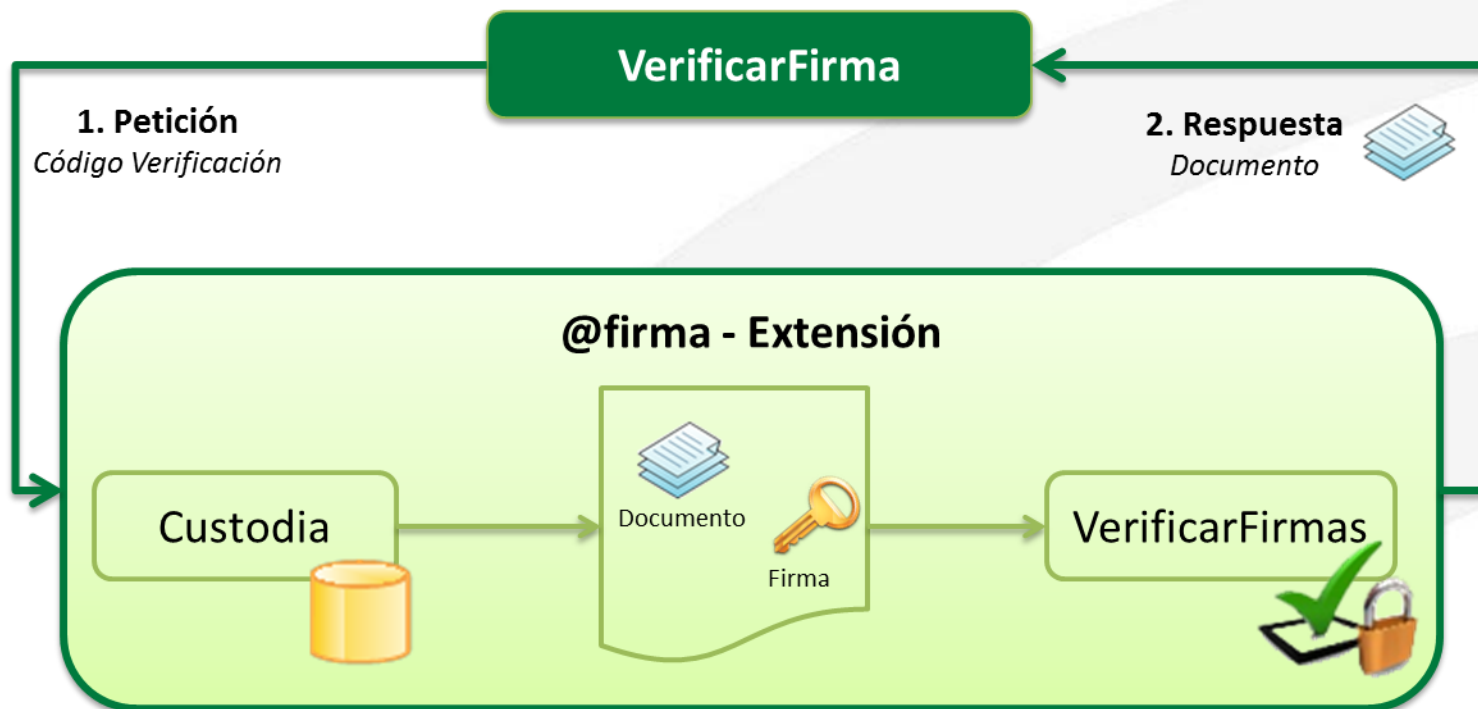 VerificarFirma
1. Petición
Código Verificación
2. Respuesta
Documento
@firma - Extensión
Custodia
Documento
Firma
VerificarFirmas